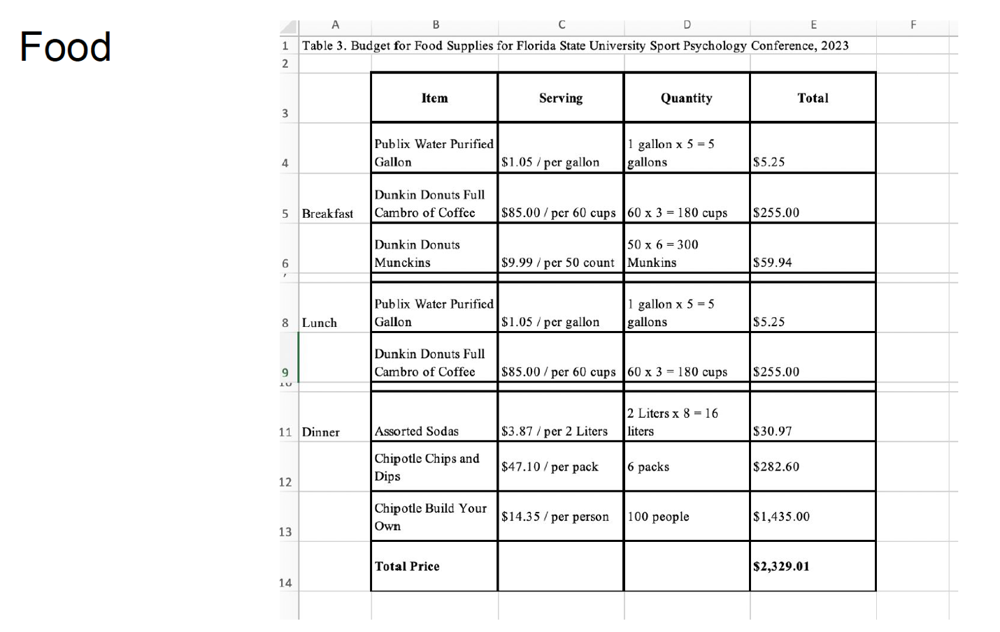 Food
A B C D E F
1 Table 3. Budget for Food Supplies for Florida State University Sport Psychology Conference, 2023
2
3 Item Serving Quantity Total
Publix Water Purified 1 gallon x 5 = 5
4 Gallon $1.05 / per gallon gallons $5.25
Dunkin Donuts Full
5 Breakfast Cambro of Coffee $85.00 / per 60 cups 60 x 3 = 180 cups $255.00
Dunkin Donuts 50 x 6 = 300
6 Munckins $9.99 / per 50 count Munkins $59.94
Publix Water Purified 1 gallon x 5 = 5
8 Lunch Gallon $1.05 / per gallon gallons $5.25
Dunkin Donuts Full
9 Cambro of Coffee $85.00 / per 60 cups 60 x 3 = 180 cups $255.00
10
2 Liters x 8 = 16
11 Dinner Assorted Sodas $3.87 / per 2 Liters liters $30.97
Chipotle Chips and
Dips $47.10 / per pack 6 packs $282.60
12
Chipotle Build Your
Own $14.35 / per person 100 people $1,435.00
13
Total Price $2,329.01
14